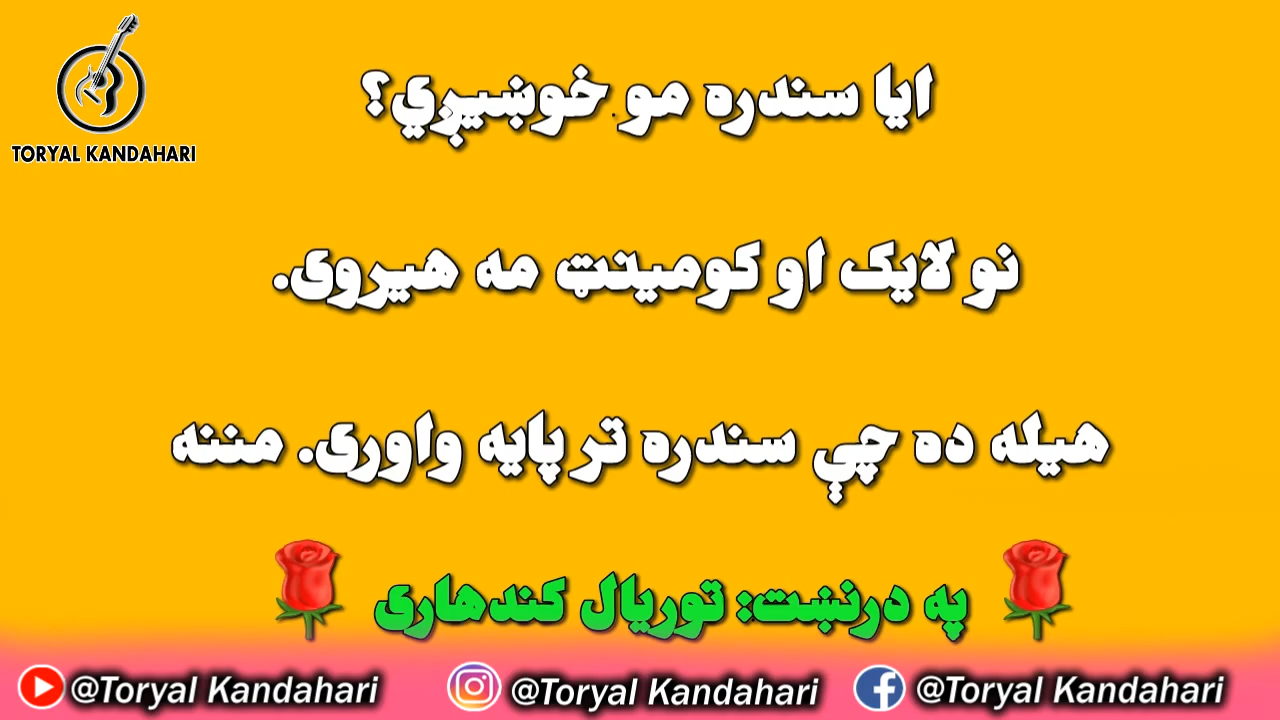 TORYAL KANDAHARI
ایا سندره مو خوښيږي؟
نو لایک او کومینټ مه هیروی.
هیله ده چې سندره تر پایه واوری. مننه
په درنښت: توریال کندهاری
@Toryal Kandahari @Toryal Kandahari @Toryal Kandahari